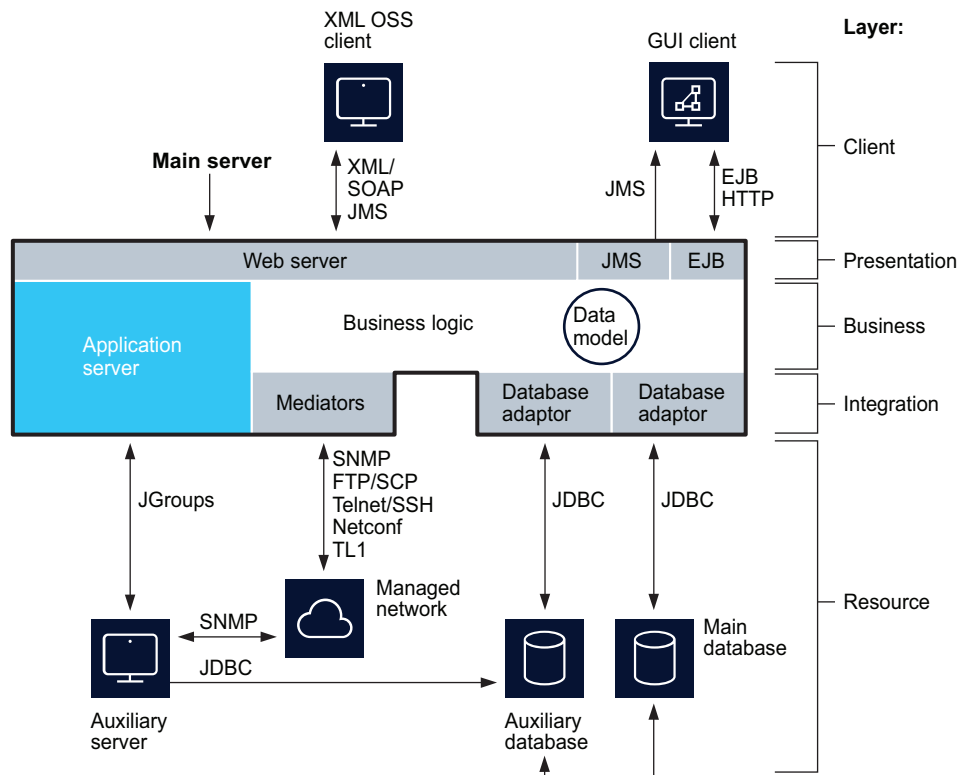 XML OSS
client
GUI client
Layer:
Main server
XML/
SOAP
JMS
JMS
EJB
HTTP
Client
Web server
JMS
EJB
Presentation
Application
server
Business logic
Data
model
Business
Mediators
Database
adaptor
Database
adaptor
Integration
JGroups
SNMP
FTP/SCP
Telnet/SSH
Netconf
TL1
JDBC
JDBC
Managed
network
Resource
SNMP
JDBC
Main
database
Auxiliary
server
Auxiliary
database